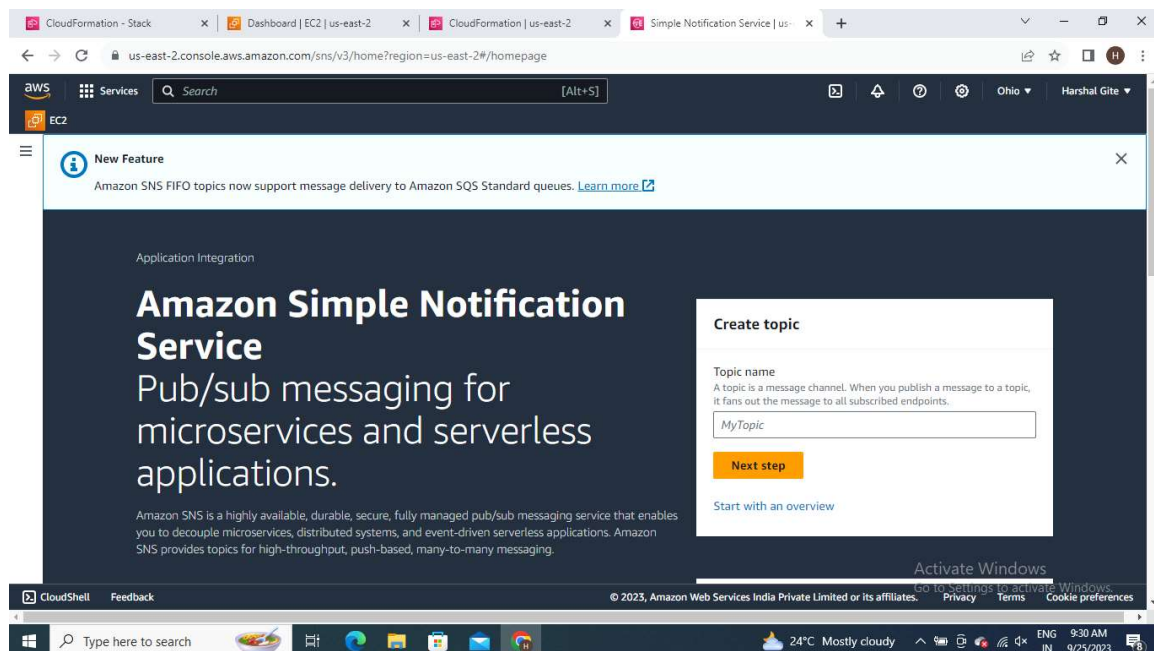 CloudFormation - Stack
Dashboard | EC2 | us-east-2
CloudFormation | us-east-2
Simple Notification Service | us-
us-east-2.console.aws.amazon.com/sns/v3/home?region=us-east-2#/homepage
H
aws
Services
Search
[Alt+S]
Ohio
Harshal Gite
EC2
New Feature
Amazon SNS FIFO topics now support message delivery to Amazon SQS Standard queues. Learn more
Application Integration
Amazon Simple Notification
Service
Pub/sub messaging for
microservices and serverless
applications.
Amazon SNS is a highly available, durable, secure, fully managed pub/sub messaging service that enables
you to decouple microservices, distributed systems, and event-driven serverless applications. Amazon
SNS provides topics for high-throughput, push-based, many-to-many messaging.
Create topic
Topic name
A topic is a message channel. When you publish a message to a topic,
it fans out the message to all subscribed endpoints.
MyTopic
Next step
Start with an overview
Activate Windows
Go to Settings to activate Windows.
CloudShell
Feedback
© 2023, Amazon Web Services India Private Limited or its affiliates.
Privacy
Terms
Cookie preferences
Type here to search
24°C Mostly cloudy
ENG
IN
9:30 AM
9/25/2023
8